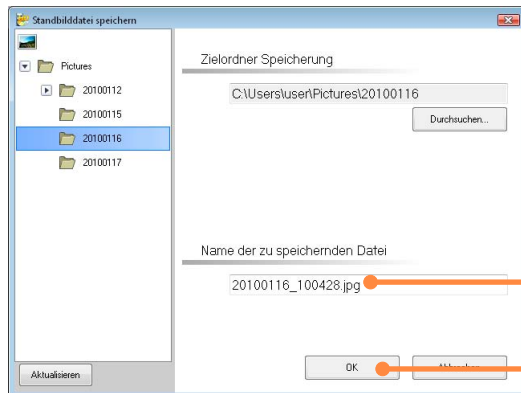 Standbilddatei speichern
Pictures
20100112
20100115
20100116
20100117
Aktualisieren
Zielordner Speicherung
C:\Users\user\Pictures\20100116
Durchsuchen...
Name der zu speichernden Datei
20100116_100428.jpg
OK